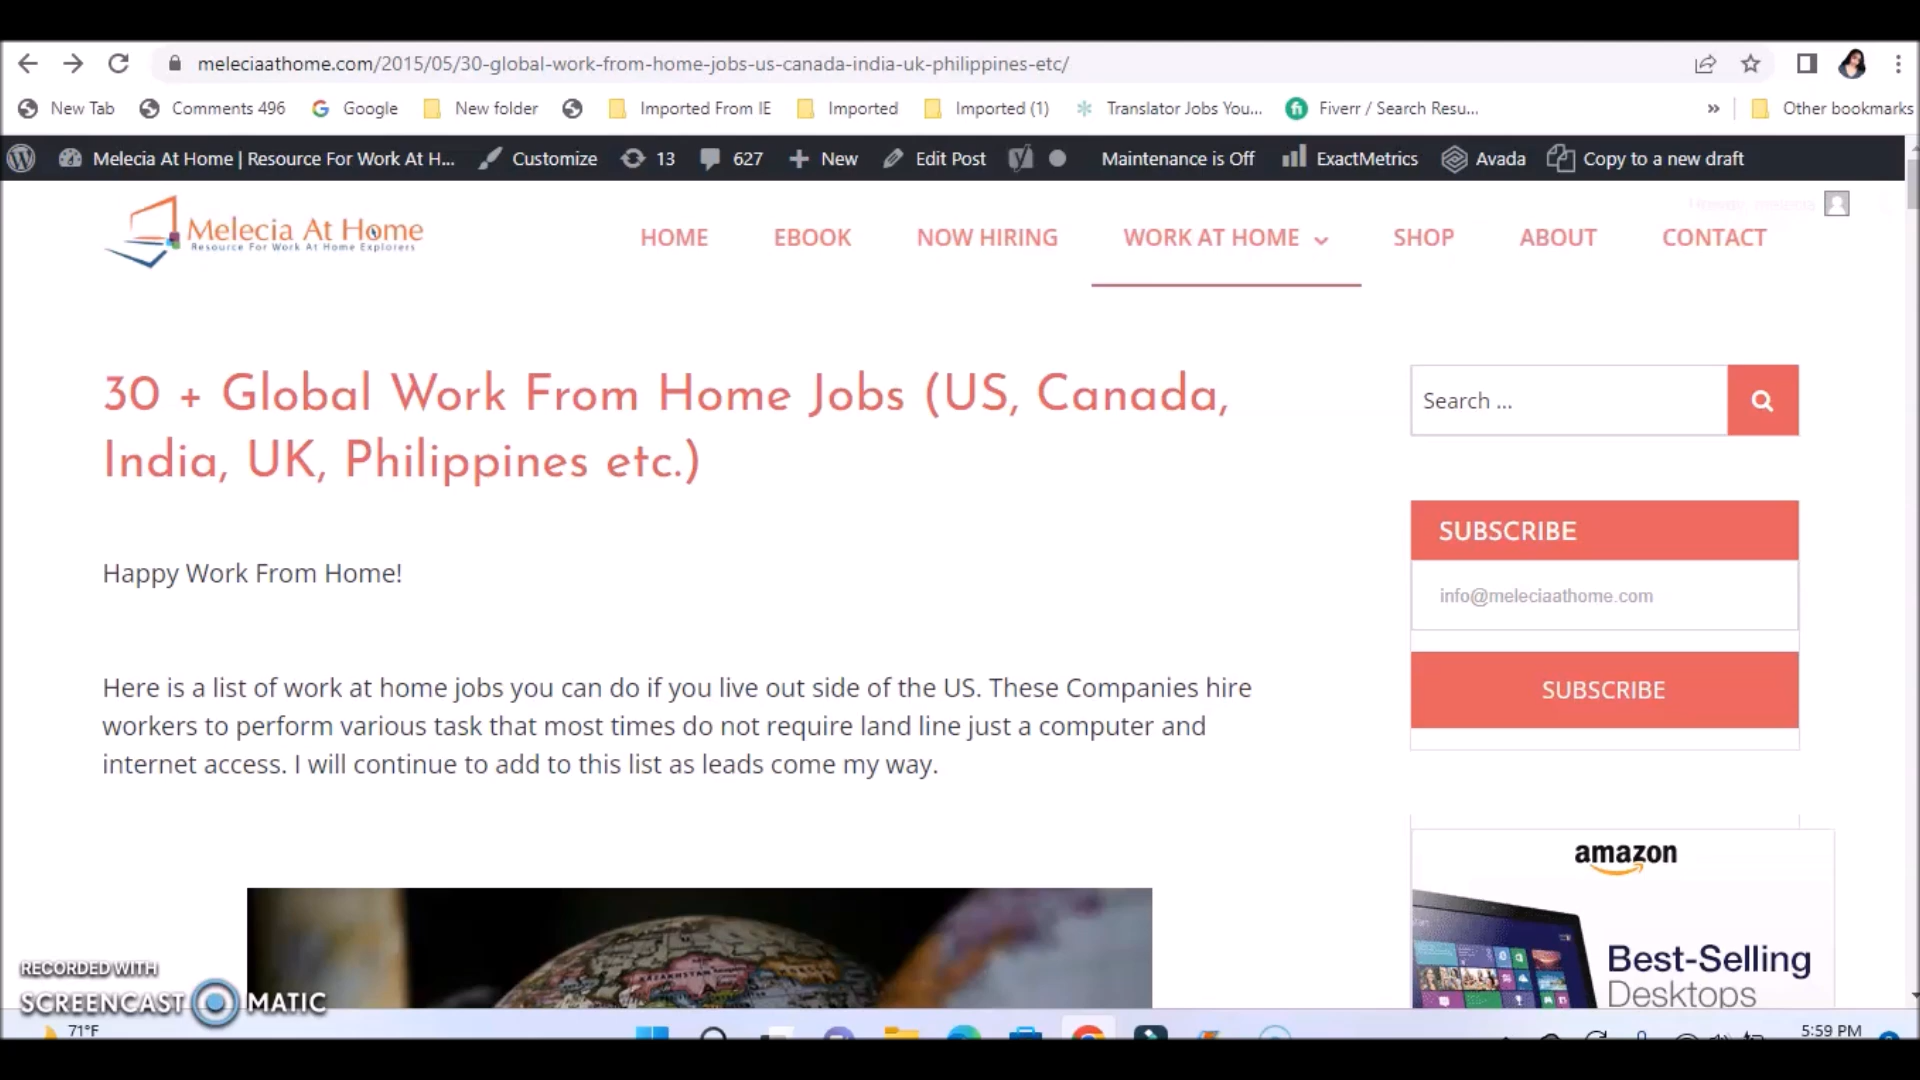 meleciaathome.com/2015/05/30-global-work-from-home-jobs-us-canada-india-uk-philippines-etc/
New Tab Comments 496 Google New folder Imported From IE Imported Imported (1) Translator Jobs You... Fiverr / Search Resu... » Other bookmarks
Melecia At Home | Resource For Work At H... Customize 13 627 New Edit Post Maintenance is Off ExactMetrics Avada Copy to a new draft
Melecia At Home
Resource For Work At Home Explorers
HOME EBOOK NOW HIRING WORK AT HOME SHOP ABOUT CONTACT
30 + Global Work From Home Jobs (US, Canada,
India, UK, Philippines etc.)
Search ...
SUBSCRIBE
info@meleciaathome.com
SUBSCRIBE
Happy Work From Home!
Here is a list of work at home jobs you can do if you live out side of the US. These Companies hire
workers to perform various task that most times do not require land line just a computer and
internet access. I will continue to add to this list as leads come my way.
amazon
Best-Selling
Desktops
KAZAKHSTAN
RECORDED WITH
SCREENCAST MATIC
71°F
5:59 PM